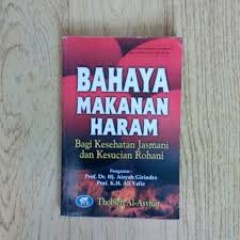 BAHAYA
MAKANAN
HARAM
Bagi Kesehatan Jasmani
dan Kesucian Rohani
Pengantar :
Prof. Dr. Hj. Aisyah Girindra
Prof. K.H. Ali Yafie
Thobieb Al-Asyhar